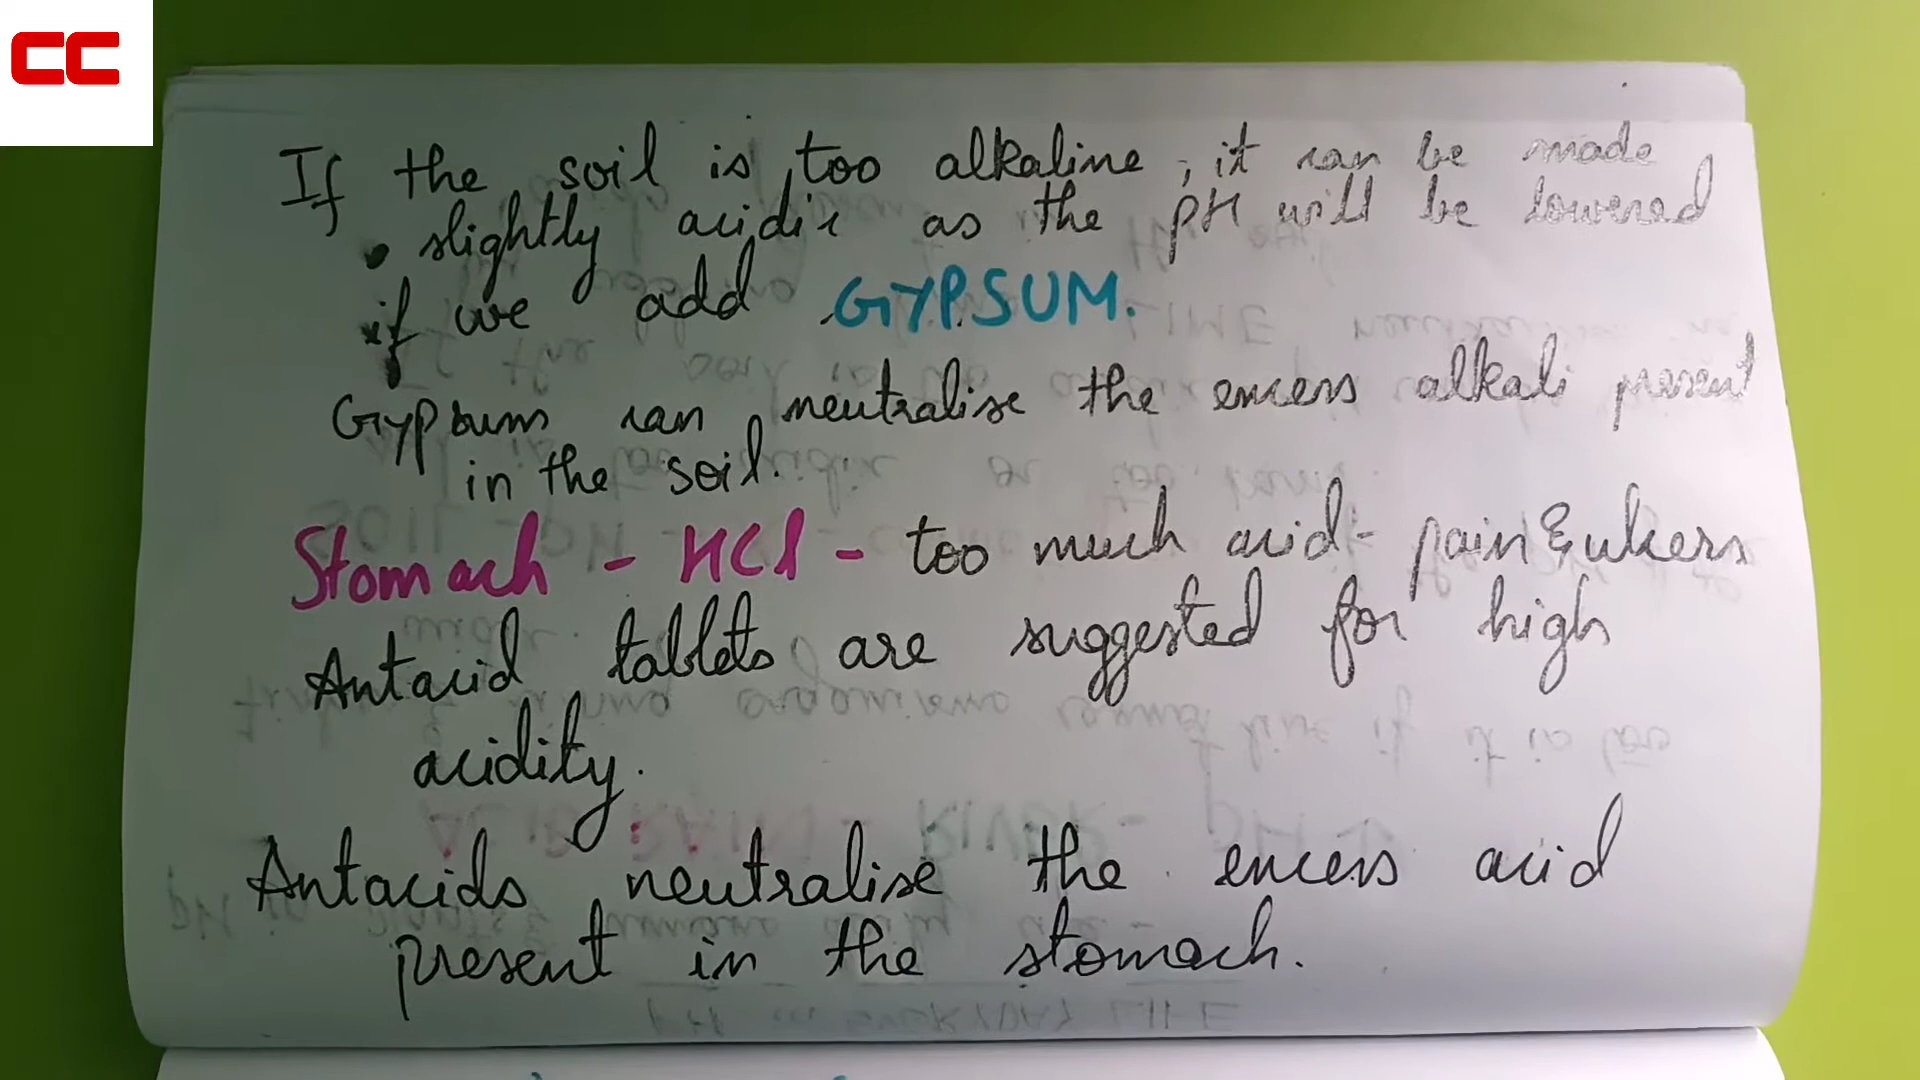 CC
If the soil is too alkaline, it can be made
slightly acidic as the pH will be lowered
if we add GYPSUM.
Gypsum can neutralise the excess alkali present
in the soil.
Stomach - HCl - too much acid - pain & ulcers
Antacid tablets are suggested for high
acidity.
Antacids neutralise the excess acid
present in the stomach.